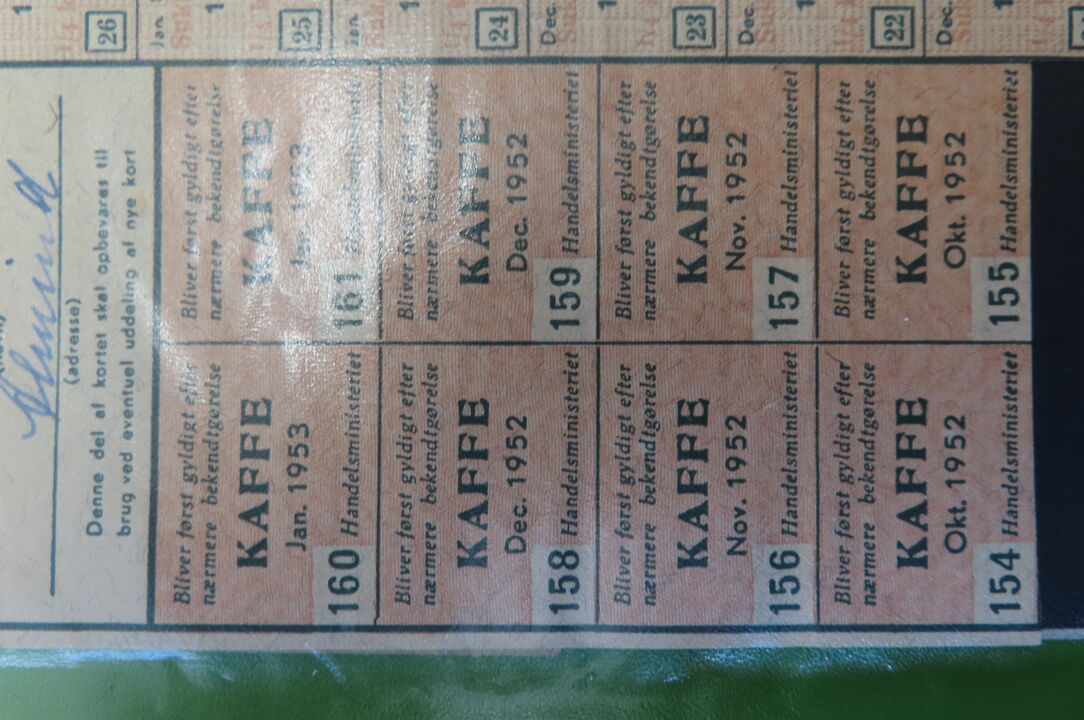 (adresse)
Denne del af kortet skal opbevares til
brug ved eventuel uddeling af nye kort
Bliver først gyldigt efter
nærmere bekendtgørelse
KAFFE
Jan. 1953
160 Handelsministeriet
Bliver først gyldigt efter
nærmere bekendtgørelse
KAFFE
Jan. 1953
161 Handelsministeriet
Bliver først gyldigt efter
nærmere bekendtgørelse
KAFFE
Dec. 1952
158 Handelsministeriet
Bliver først gyldigt efter
nærmere bekendtgørelse
KAFFE
Dec. 1952
159 Handelsministeriet
Bliver først gyldigt efter
nærmere bekendtgørelse
KAFFE
Nov. 1952
156 Handelsministeriet
Bliver først gyldigt efter
nærmere bekendtgørelse
KAFFE
Nov. 1952
157 Handelsministeriet
Bliver først gyldigt efter
nærmere bekendtgørelse
KAFFE
Okt. 1952
154 Handelsministeriet
Bliver først gyldigt efter
nærmere bekendtgørelse
KAFFE
Okt. 1952
155 Handelsministeriet
26
Jan.
25
Jan.
24
Dec.
23
Dec.
22
Dec.